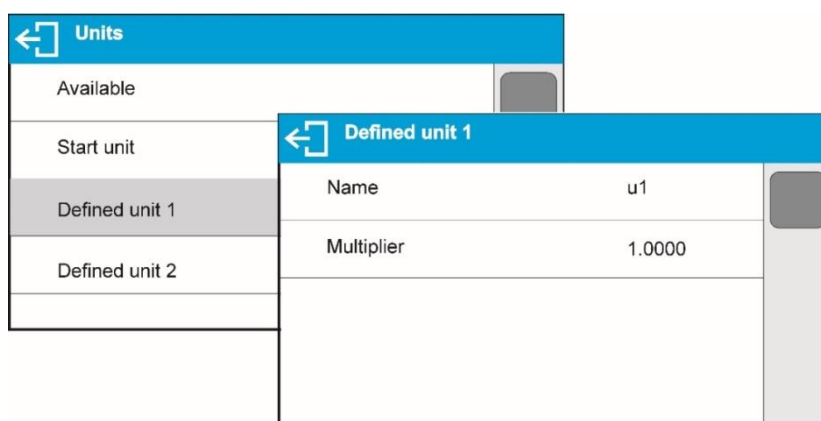 Units
Available
Start unit
Defined unit 1
Defined unit 2
Defined unit 1
Name u1
Multiplier 1.0000